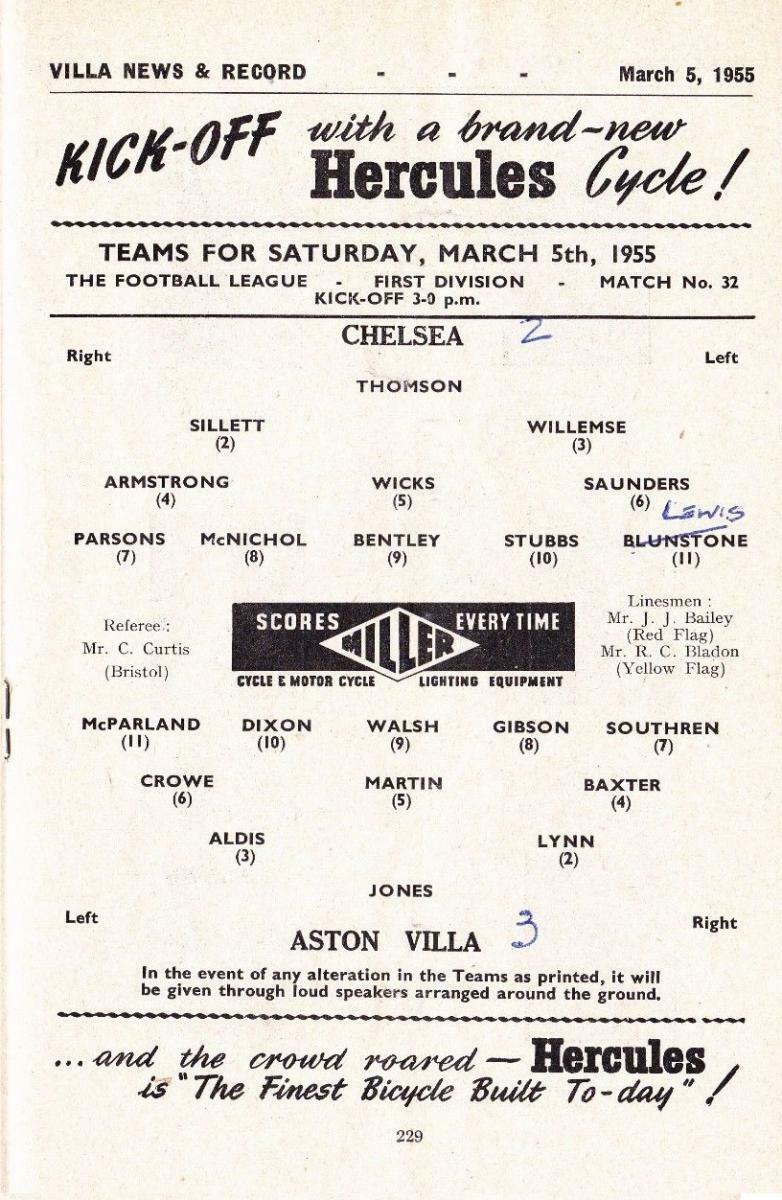 VILLA NEWS & RECORD - - - March 5, 1955
KICK-OFF with a brand-new
Hercules Cycle!
TEAMS FOR SATURDAY, MARCH 5th, 1955
THE FOOTBALL LEAGUE - FIRST DIVISION - MATCH No. 32
KICK-OFF 3-0 p.m.
CHELSEA 2
Right Left
THOMSON
SILLETT WILLEMSE
(2) (3)
ARMSTRONG WICKS SAUNDERS
(4) (5) (6)
LEWIS
PARSONS McNICHOL BENTLEY STUBBS BLUNSTONE
(7) (8) (9) (10) (11)
Referee:
Mr. C. Curtis
(Bristol)
SCORES MILLER EVERY TIME
CYCLE & MOTOR CYCLE LIGHTING EQUIPMENT
Linesmen :
Mr. J. J. Bailey
(Red Flag)
Mr. R. C. Bladon
(Yellow Flag)
McPARLAND DIXON WALSH GIBSON SOUTHREN
(11) (10) (9) (8) (7)
CROWE MARTIN BAXTER
(6) (5) (4)
ALDIS LYNN
(3) (2)
JONES
Left Right
ASTON VILLA 3
In the event of any alteration in the Teams as printed, it will
be given through loud speakers arranged around the ground.
...and the crowd roared — Hercules
is "The Finest Bicycle Built To-day" !
229